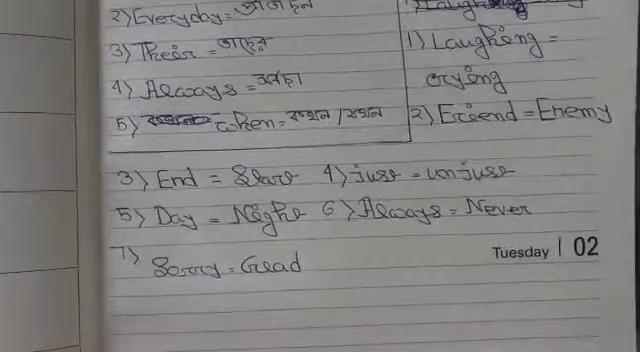 2) Everyday =
1)
3) Their = তাদের
1) Laughing =
4) Always = সর্বদা
crying
5) when = কখন / যখন
2) Friend = Enemy
3) End = Start 4) just = unjust
5) Day = Night 6) Always = Never
Tuesday | 02
7) Sorry = Glad